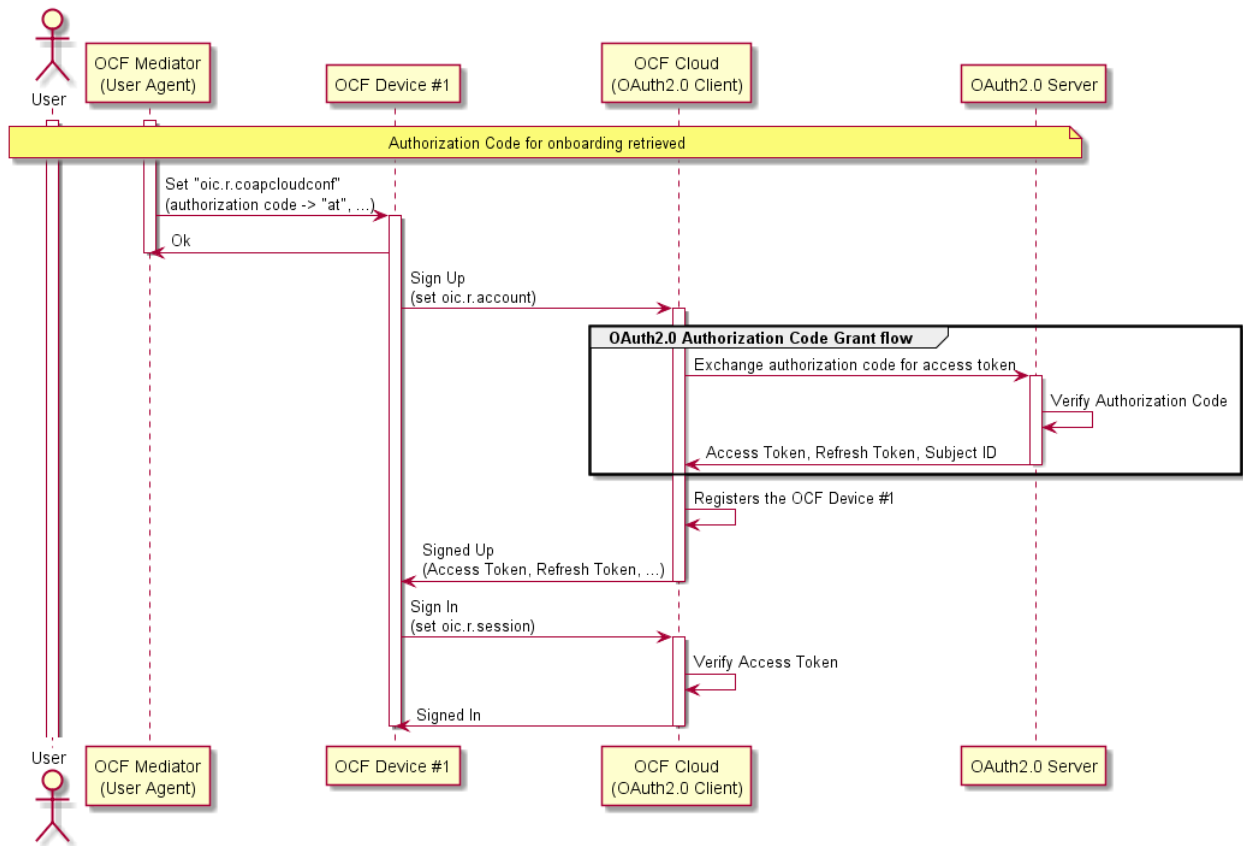 User
OCF Mediator
(User Agent)
OCF Device #1
OCF Cloud
(OAuth2.0 Client)
OAuth2.0 Server
Authorization Code for onboarding retrieved
Set "oic.r.coapcloudconf"
(authorization code -> "at", ...)
Ok
Sign Up
(set oic.r.account)
OAuth2.0 Authorization Code Grant flow
Exchange authorization code for access token
Verify Authorization Code
Access Token, Refresh Token, Subject ID
Registers the OCF Device #1
Signed Up
(Access Token, Refresh Token, ...)
Sign In
(set oic.r.session)
Verify Access Token
Signed In
User
OCF Mediator
(User Agent)
OCF Device #1
OCF Cloud
(OAuth2.0 Client)
OAuth2.0 Server